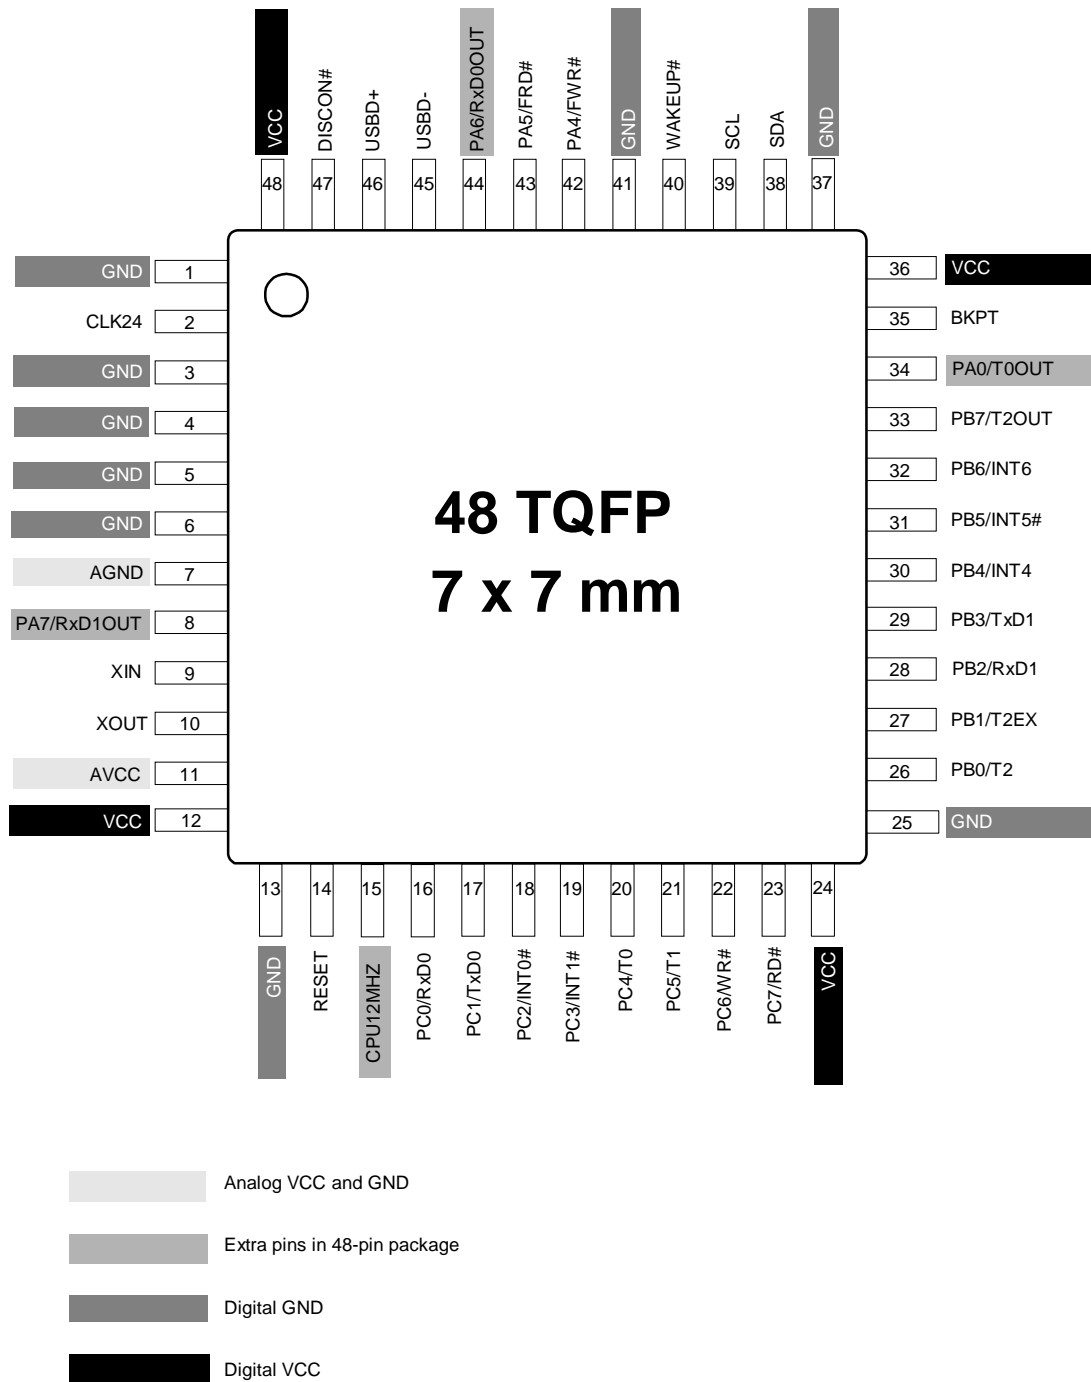 VCC
DISCON#
USBD+
USBD-
PA6/RxD0OUT
PA5/FRD#
PA4/FWR#
GND
WAKEUP#
SCL
SDA
GND
48
47
46
45
44
43
42
41
40
39
38
37
GND 1
CLK24 2
GND 3
GND 4
GND 5
GND 6
AGND 7
PA7/RxD1OUT 8
XIN 9
XOUT 10
AVCC 11
VCC 12
48 TQFP
7 x 7 mm
36 VCC
35 BKPT
34 PA0/T0OUT
33 PB7/T2OUT
32 PB6/INT6
31 PB5/INT5#
30 PB4/INT4
29 PB3/TxD1
28 PB2/RxD1
27 PB1/T2EX
26 PB0/T2
25 GND
13
14
15
16
17
18
19
20
21
22
23
24
GND
RESET
CPU12MHZ
PC0/RxD0
PC1/TxD0
PC2/INT0#
PC3/INT1#
PC4/T0
PC5/T1
PC6/WR#
PC7/RD#
VCC
Analog VCC and GND
Extra pins in 48-pin package
Digital GND
Digital VCC